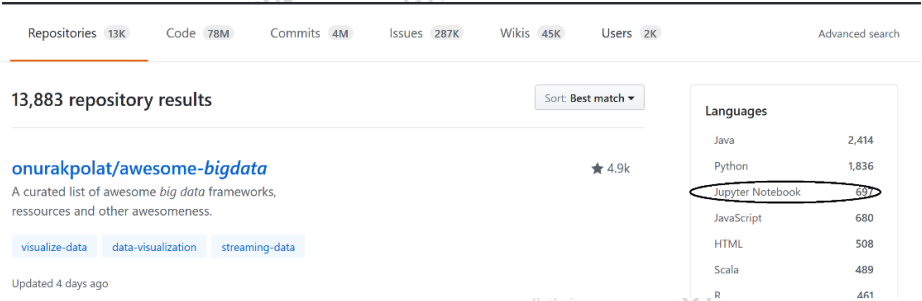 Repositories 13K Code 78M Commits 4M Issues 287K Wikis 45K Users 2K Advanced search
13,883 repository results
Sort: Best match
Languages
Java 2,414
Python 1,836
Jupyter Notebook 697
JavaScript 680
HTML 508
Scala 489
R 461
onurakpolat/awesome-bigdata
4.9k
A curated list of awesome big data frameworks,
ressources and other awesomeness.
visualize-data data-visualization streaming-data
Updated 4 days ago